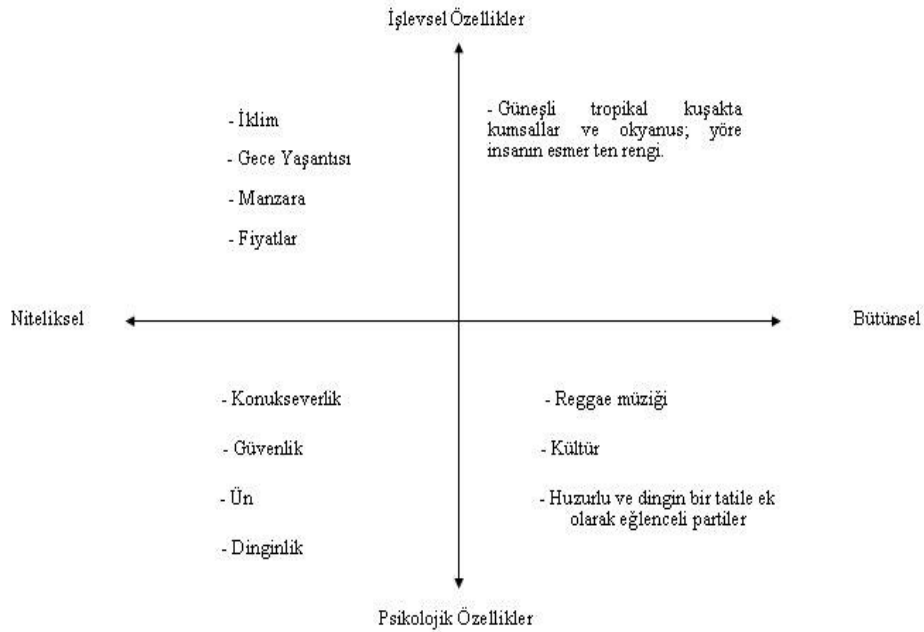 İşlevsel Özellikler
- İklim
- Gece Yaşantısı
- Manzara
- Fiyatlar
- Güneşli tropikal kuşakta
kumsallar ve okyanus; yöre
insanın esmer ten rengi.
Niteliksel
Bütünsel
- Konukseverlik
- Güvenlik
- Ün
- Dinginlik
- Reggae müziği
- Kültür
- Huzurlu ve dingin bir tatile ek
olarak eğlenceli partiler
Psikolojik Özellikler